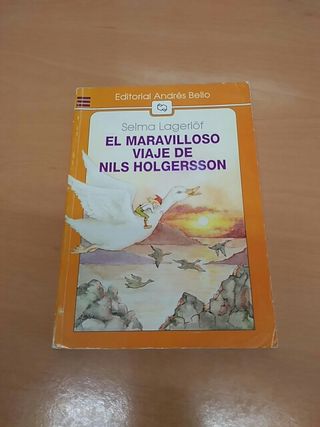 Editorial Andrés Bello
Selma Lagerlöf
EL MARAVILLOSO
VIAJE DE
NILS HOLGERSSON